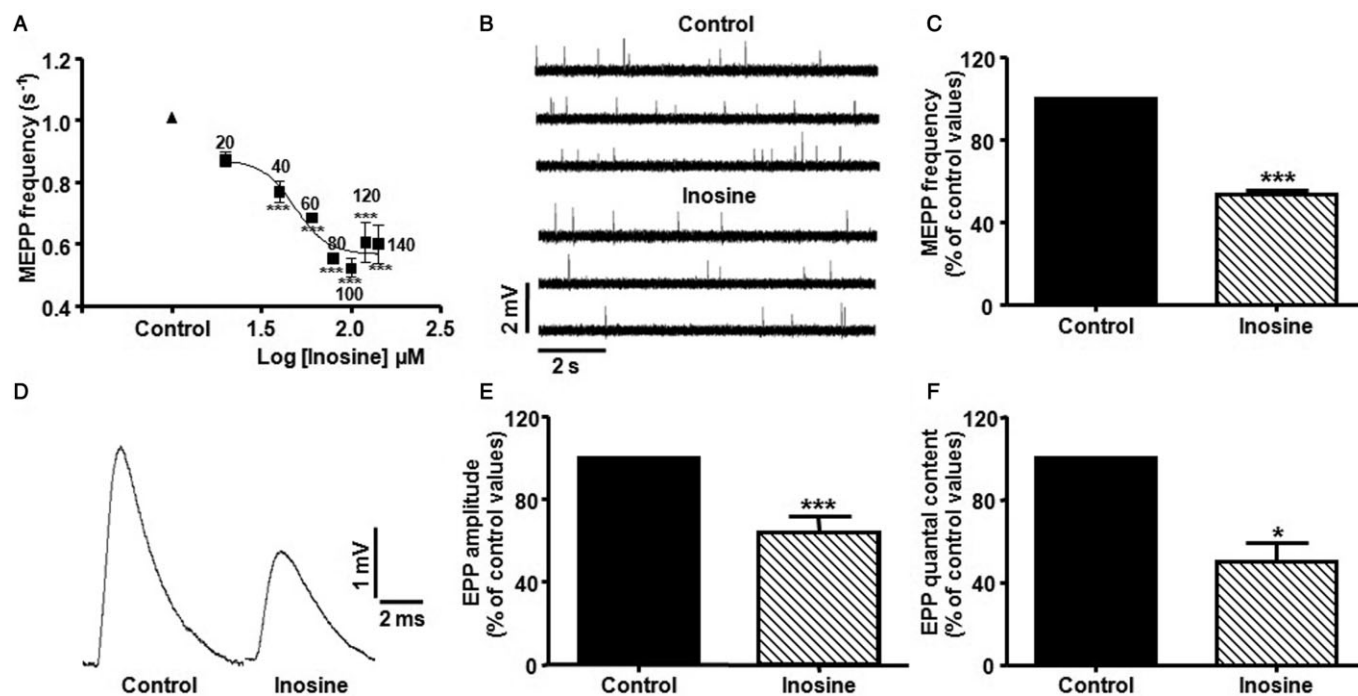 A
MEPP frequency (s⁻¹)
1.2
1.0
0.8
0.6
0.4
20
40
***
60
***
80
***
***
100
120
***
140
***
Control
1.5
2.0
2.5
Log [Inosine] µM
B
Control
Inosine
2 mV
2 s
C
MEPP frequency
(% of control values)
120
80
40
0
***
Control
Inosine
D
1 mV
2 ms
Control
Inosine
E
EPP amplitude
(% of control values)
120
80
40
0
***
Control
Inosine
F
EPP quantal content
(% of control values)
120
80
40
0
*
Control
Inosine